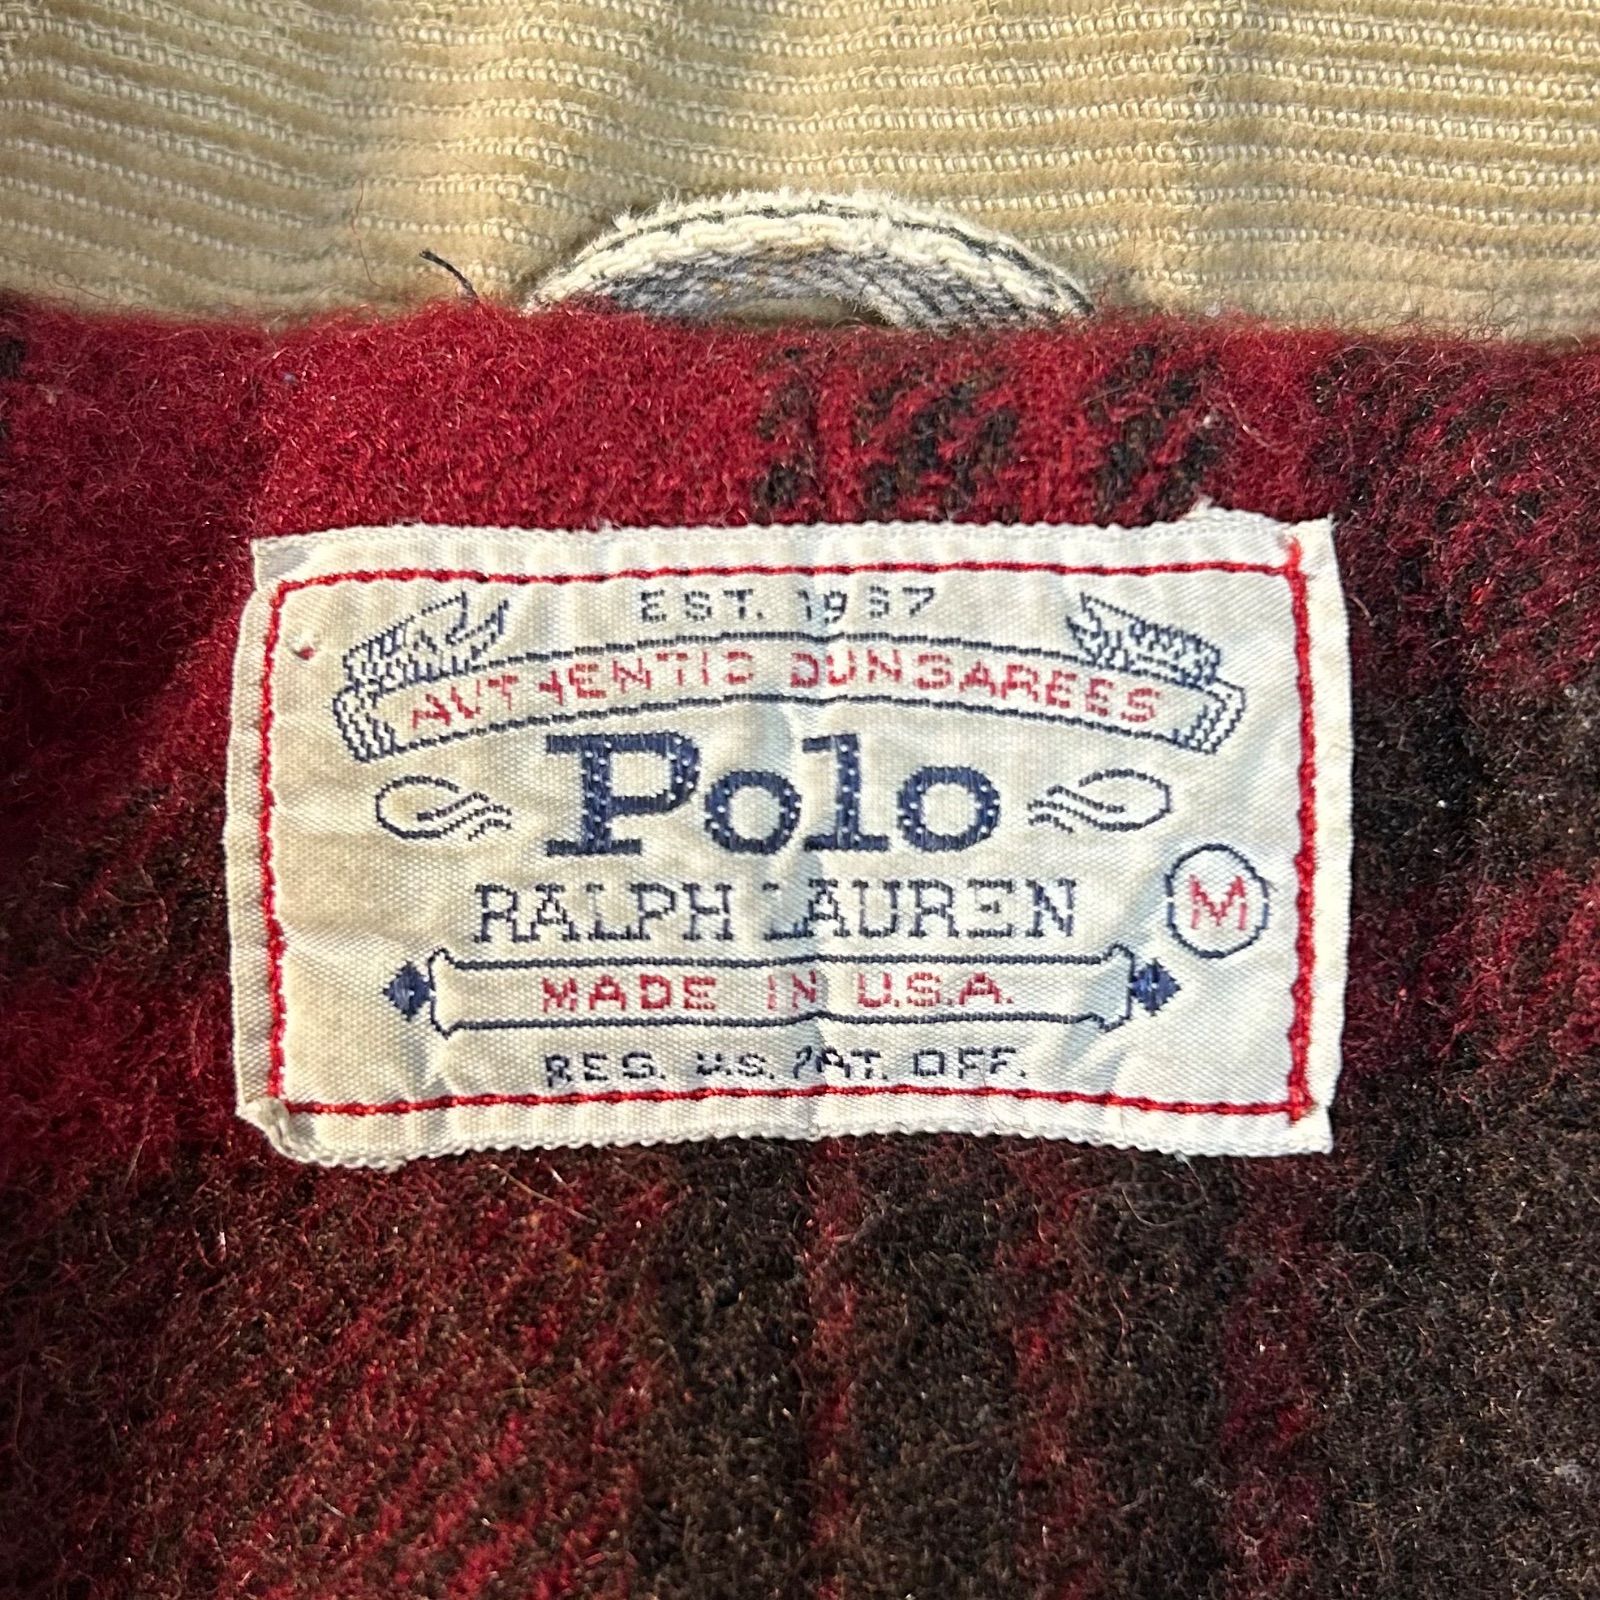 EST. 1967
AUTHENTIC DUNGAREES
Polo
RALPH LAUREN
M
MADE IN U.S.A.
REG. U.S. PAT. OFF.